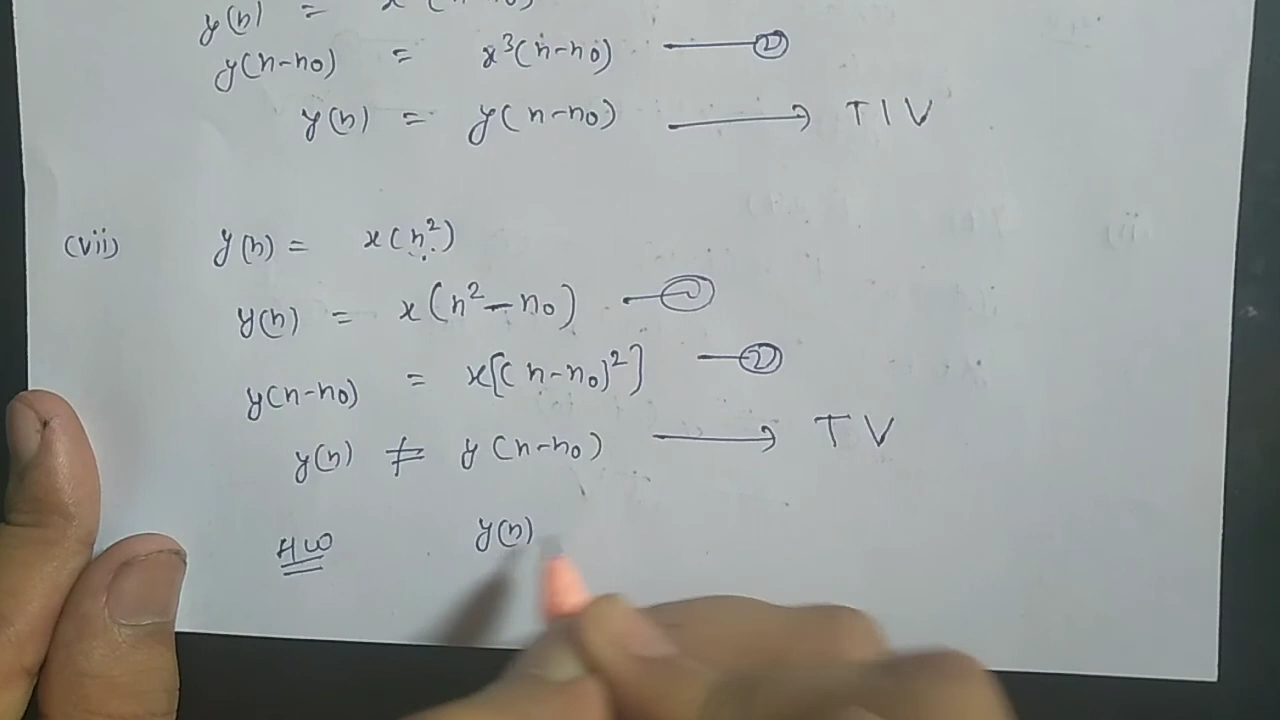 y(n) =
y(n-n₀) = x³(n-n₀) —②
y(n) = y(n-n₀) ⟶ TIV
(vii) y(n) = x(n²)
y(n) = x(n²-n₀) —①
y(n-n₀) = x[(n-n₀)²] —②
y(n) ≠ y(n-n₀) ⟶ TV
HW y(n)